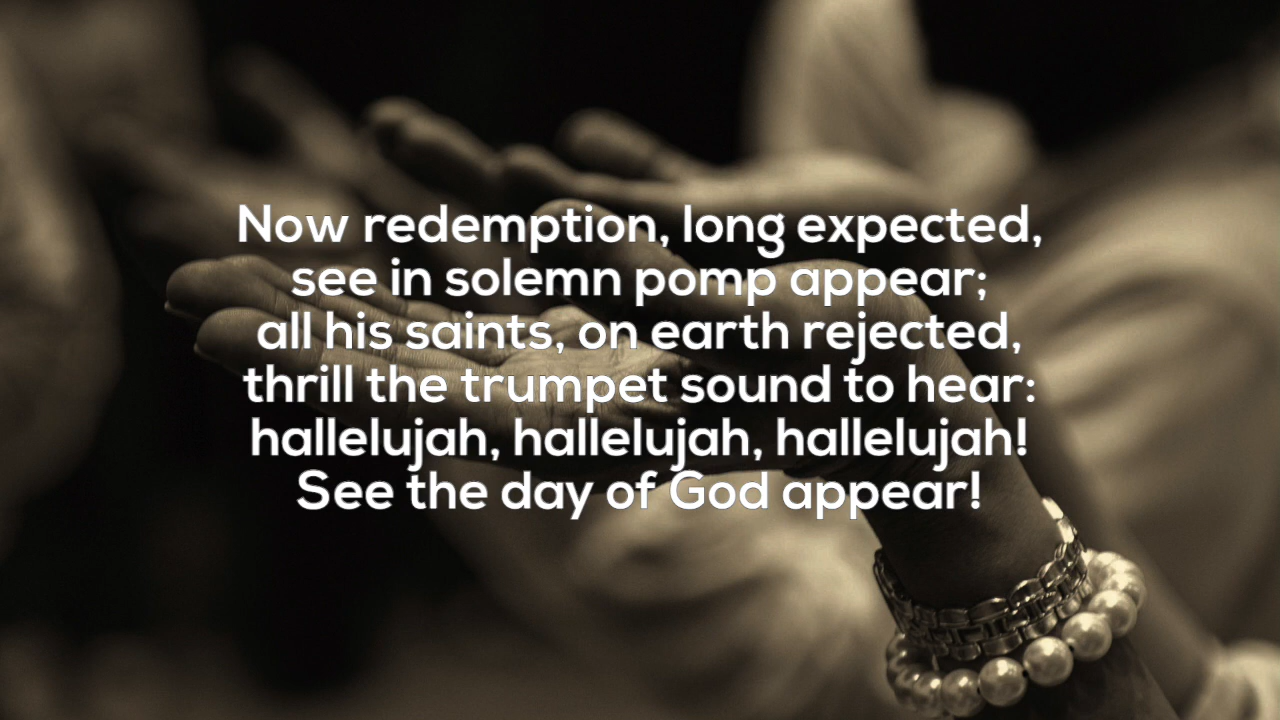 Now redemption, long expected,
see in solemn pomp appear;
all his saints, on earth rejected,
thrill the trumpet sound to hear:
hallelujah, hallelujah, hallelujah!
See the day of God appear!